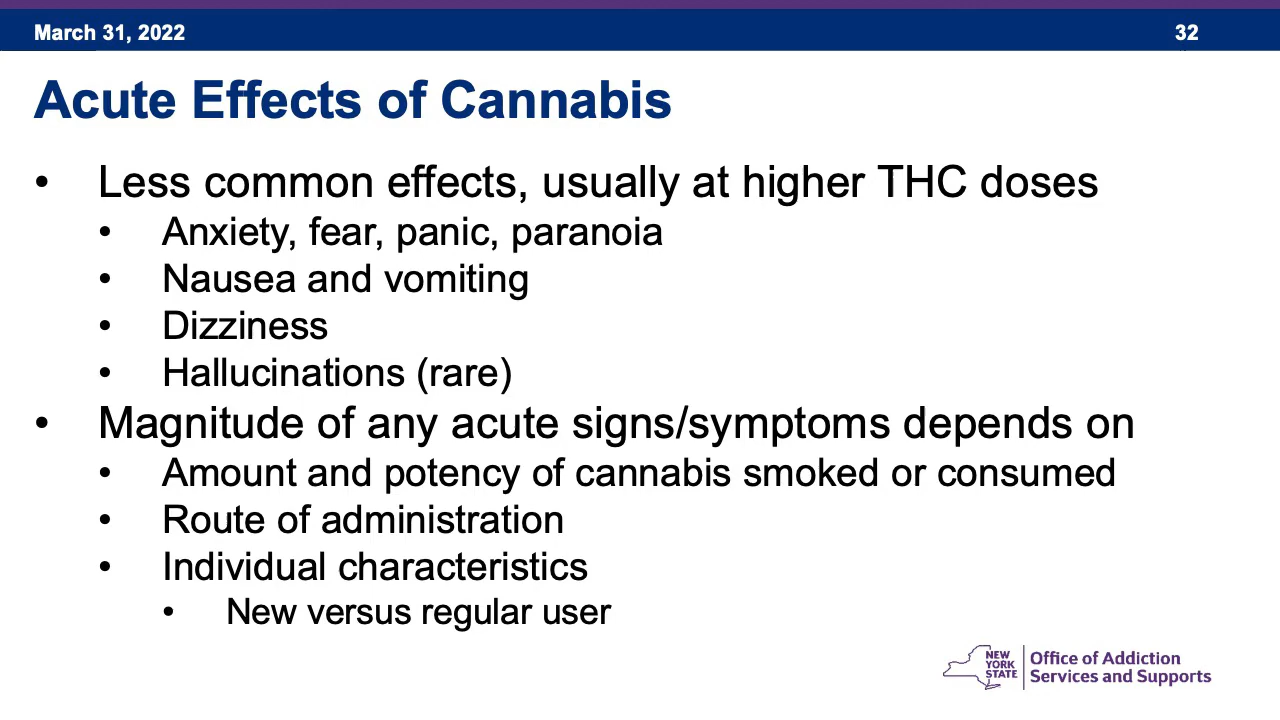 March 31, 2022
32
Acute Effects of Cannabis
• Less common effects, usually at higher THC doses
• Anxiety, fear, panic, paranoia
• Nausea and vomiting
• Dizziness
• Hallucinations (rare)
• Magnitude of any acute signs/symptoms depends on
• Amount and potency of cannabis smoked or consumed
• Route of administration
• Individual characteristics
• New versus regular user
NEW
YORK
STATE
Office of Addiction
Services and Supports